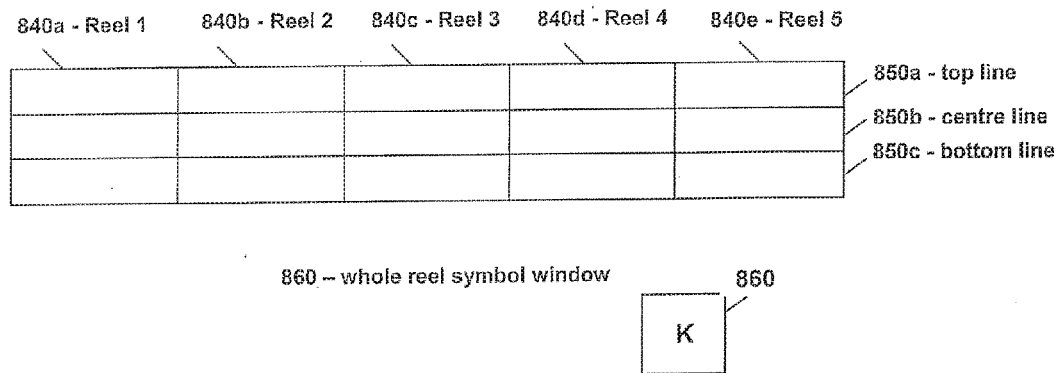 840a - Reel 1 840b - Reel 2 840c - Reel 3 840d - Reel 4 840e - Reel 5
850a - top line
850b - centre line
850c - bottom line
860 – whole reel symbol window 860
K